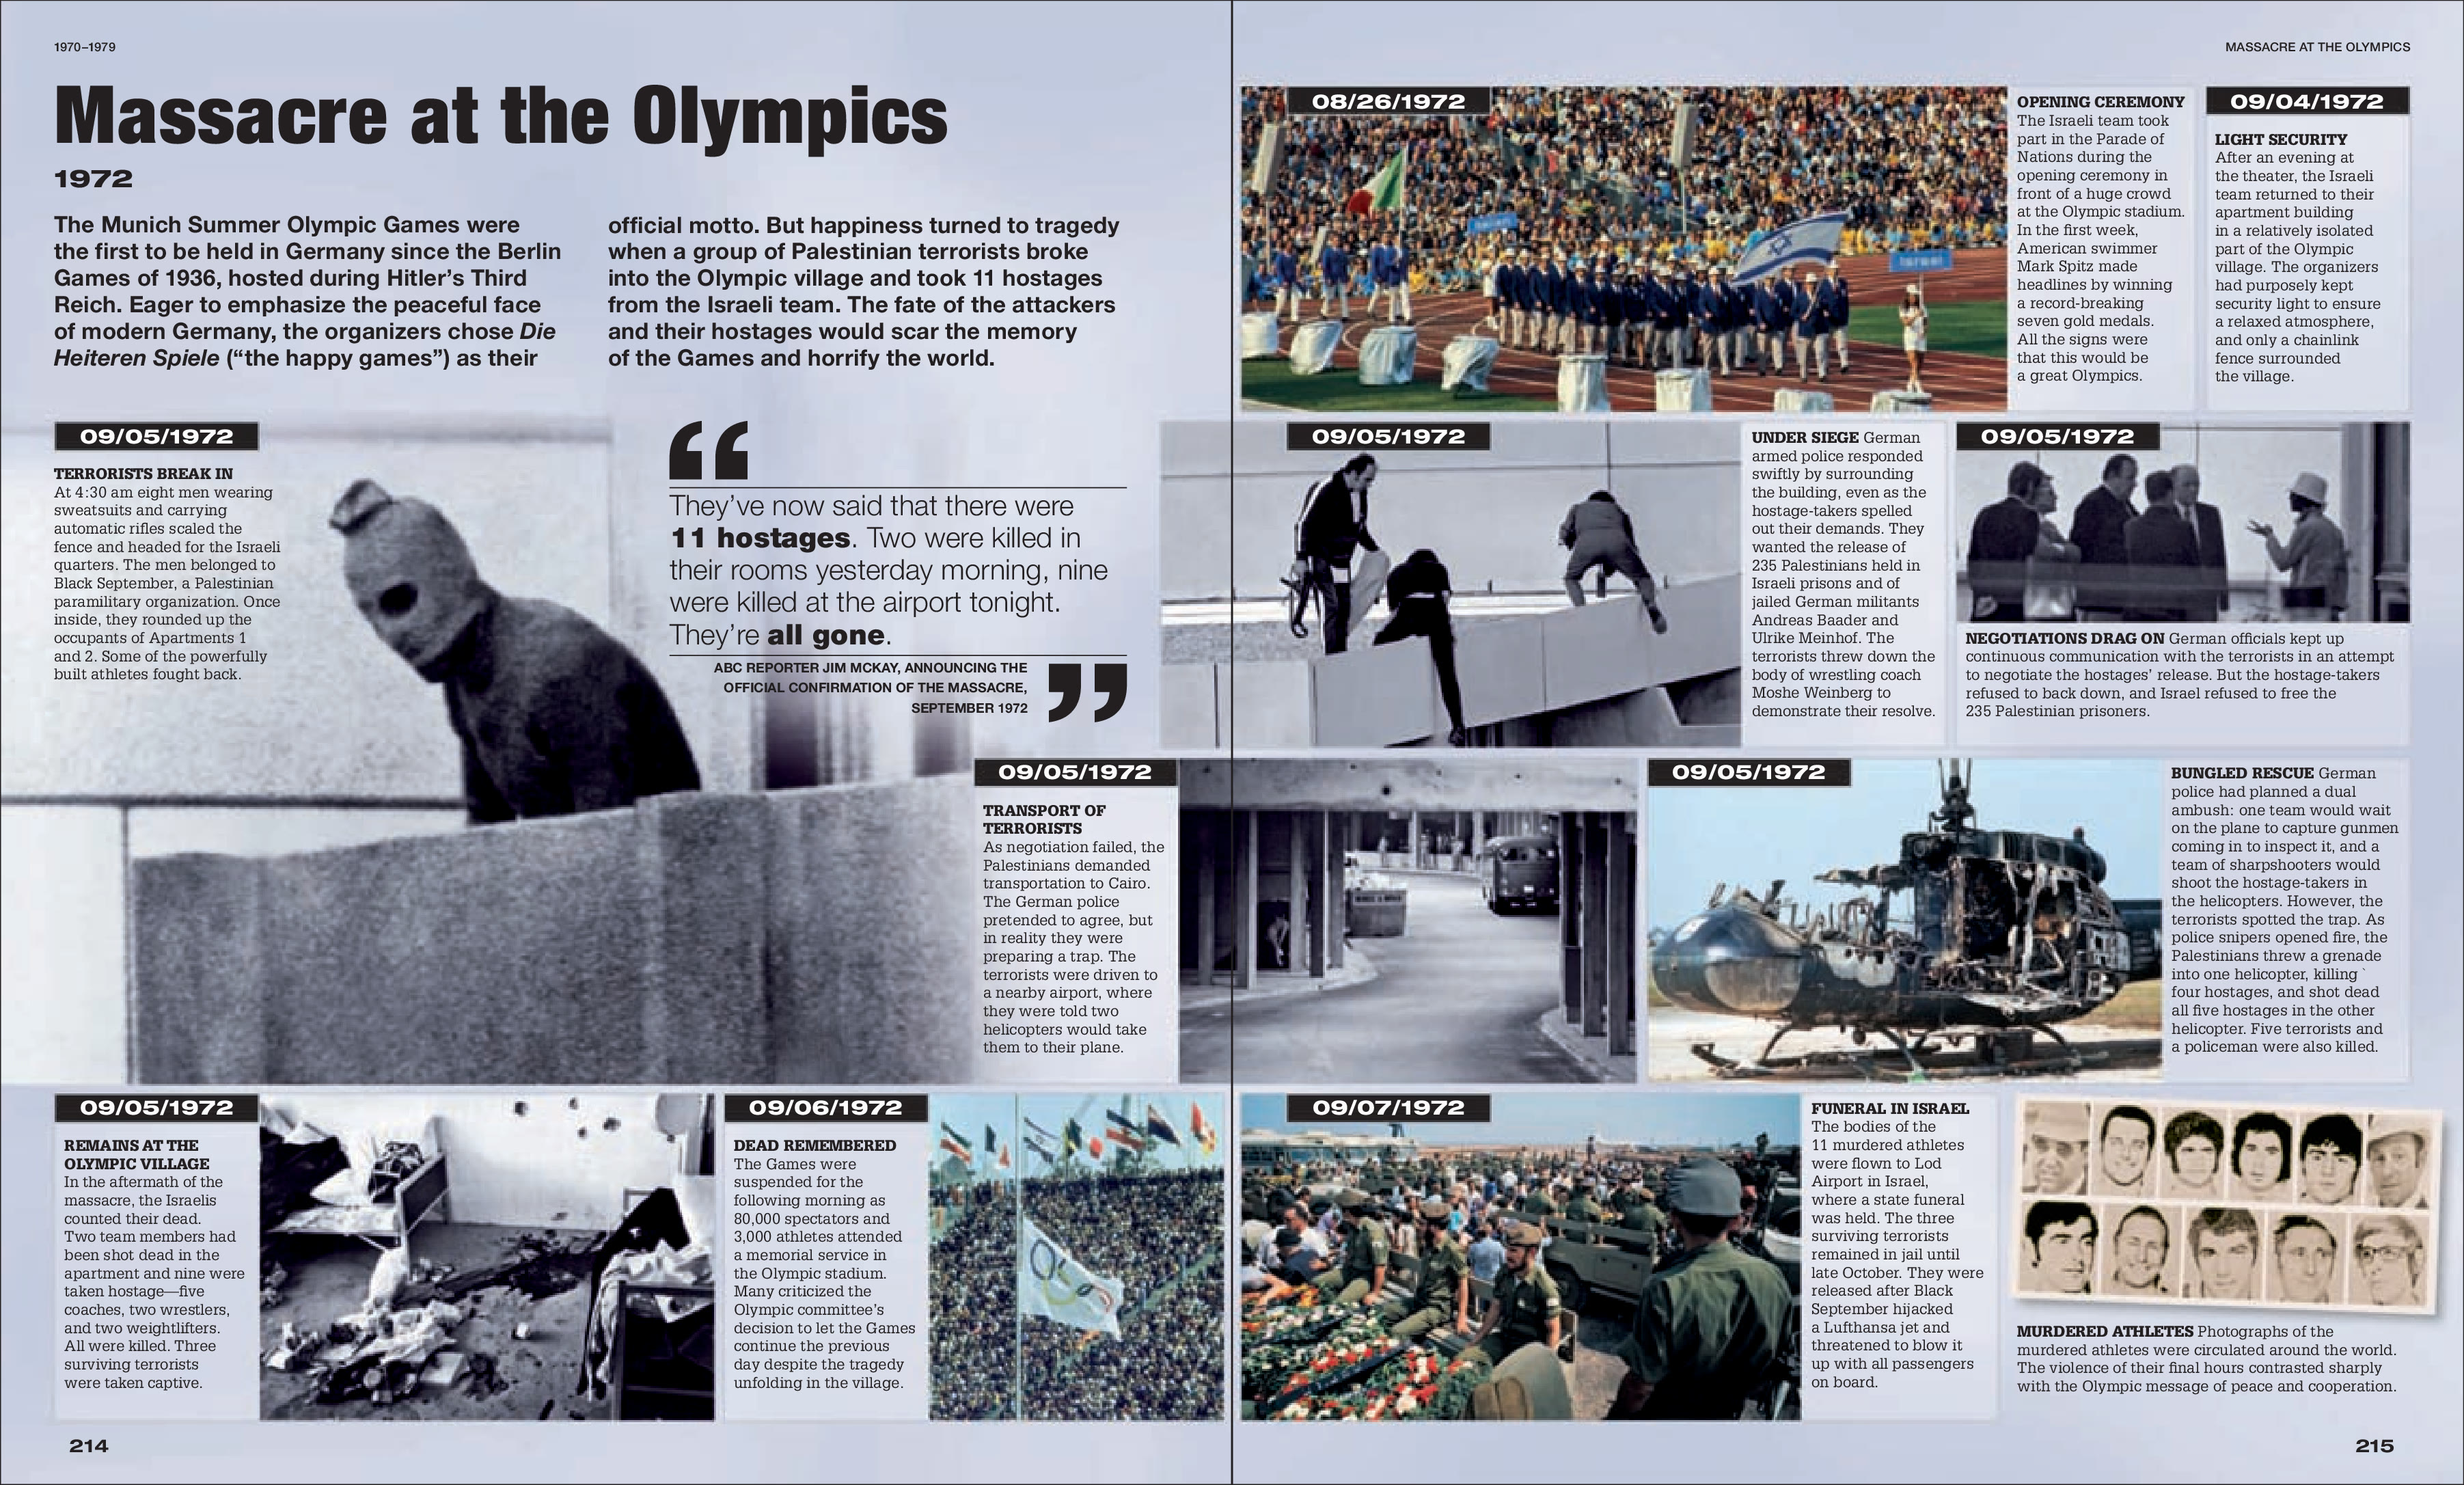 1970–1979
Massacre at the Olympics
1972
The Munich Summer Olympic Games were
the first to be held in Germany since the Berlin
Games of 1936, hosted during Hitler's Third
Reich. Eager to emphasize the peaceful face
of modern Germany, the organizers chose Die
Heiteren Spiele (“the happy games”) as their
official motto. But happiness turned to tragedy
when a group of Palestinian terrorists broke
into the Olympic village and took 11 hostages
from the Israeli team. The fate of the attackers
and their hostages would scar the memory
of the Games and horrify the world.
MASSACRE AT THE OLYMPICS
08/26/1972
Israel
OPENING CEREMONY
The Israeli team took
part in the Parade of
Nations during the
opening ceremony in
front of a huge crowd
at the Olympic stadium.
In the first week,
American swimmer
Mark Spitz made
headlines by winning
a record-breaking
seven gold medals.
All the signs were
that this would be
a great Olympics.
09/04/1972
LIGHT SECURITY
After an evening at
the theater, the Israeli
team returned to their
apartment building
in a relatively isolated
part of the Olympic
village. The organizers
had purposely kept
security light to ensure
a relaxed atmosphere,
and only a chainlink
fence surrounded
the village.
09/05/1972
TERRORISTS BREAK IN
At 4:30 am eight men wearing
sweatsuits and carrying
automatic rifles scaled the
fence and headed for the Israeli
quarters. The men belonged to
Black September, a Palestinian
paramilitary organization. Once
inside, they rounded up the
occupants of Apartments 1
and 2. Some of the powerfully
built athletes fought back.
“
They've now said that there were
11 hostages. Two were killed in
their rooms yesterday morning, nine
were killed at the airport tonight.
They're all gone.
ABC REPORTER JIM MCKAY, ANNOUNCING THE
OFFICIAL CONFIRMATION OF THE MASSACRE,
SEPTEMBER 1972
”
09/05/1972
UNDER SIEGE German
armed police responded
swiftly by surrounding
the building, even as the
hostage-takers spelled
out their demands. They
wanted the release of
235 Palestinians held in
Israeli prisons and of
jailed German militants
Andreas Baader and
Ulrike Meinhof. The
terrorists threw down the
body of wrestling coach
Moshe Weinberg to
demonstrate their resolve.
09/05/1972
NEGOTIATIONS DRAG ON German officials kept up
continuous communication with the terrorists in an attempt
to negotiate the hostages' release. But the hostage-takers
refused to back down, and Israel refused to free the
235 Palestinian prisoners.
09/05/1972
TRANSPORT OF
TERRORISTS
As negotiation failed, the
Palestinians demanded
transportation to Cairo.
The German police
pretended to agree, but
in reality they were
preparing a trap. The
terrorists were driven to
a nearby airport, where
they were told two
helicopters would take
them to their plane.
09/05/1972
BUNGLED RESCUE German
police had planned a dual
ambush: one team would wait
on the plane to capture gunmen
coming in to inspect it, and a
team of sharpshooters would
shoot the hostage-takers in
the helicopters. However, the
terrorists spotted the trap. As
police snipers opened fire, the
Palestinians threw a grenade
into one helicopter, killing `
four hostages, and shot dead
all five hostages in the other
helicopter. Five terrorists and
a policeman were also killed.
09/05/1972
REMAINS AT THE
OLYMPIC VILLAGE
In the aftermath of the
massacre, the Israelis
counted their dead.
Two team members had
been shot dead in the
apartment and nine were
taken hostage—five
coaches, two wrestlers,
and two weightlifters.
All were killed. Three
surviving terrorists
were taken captive.
09/06/1972
DEAD REMEMBERED
The Games were
suspended for the
following morning as
80,000 spectators and
3,000 athletes attended
a memorial service in
the Olympic stadium.
Many criticized the
Olympic committee's
decision to let the Games
continue the previous
day despite the tragedy
unfolding in the village.
09/07/1972
FUNERAL IN ISRAEL
The bodies of the
11 murdered athletes
were flown to Lod
Airport in Israel,
where a state funeral
was held. The three
surviving terrorists
remained in jail until
late October. They were
released after Black
September hijacked
a Lufthansa jet and
threatened to blow it
up with all passengers
on board.
MURDERED ATHLETES Photographs of the
murdered athletes were circulated around the world.
The violence of their final hours contrasted sharply
with the Olympic message of peace and cooperation.
214
215